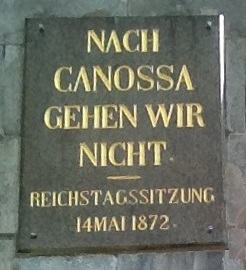 NACH
CANOSSA
GEHEN WIR
NICHT.
REICHSTAGSSITZUNG
14 MAI 1872